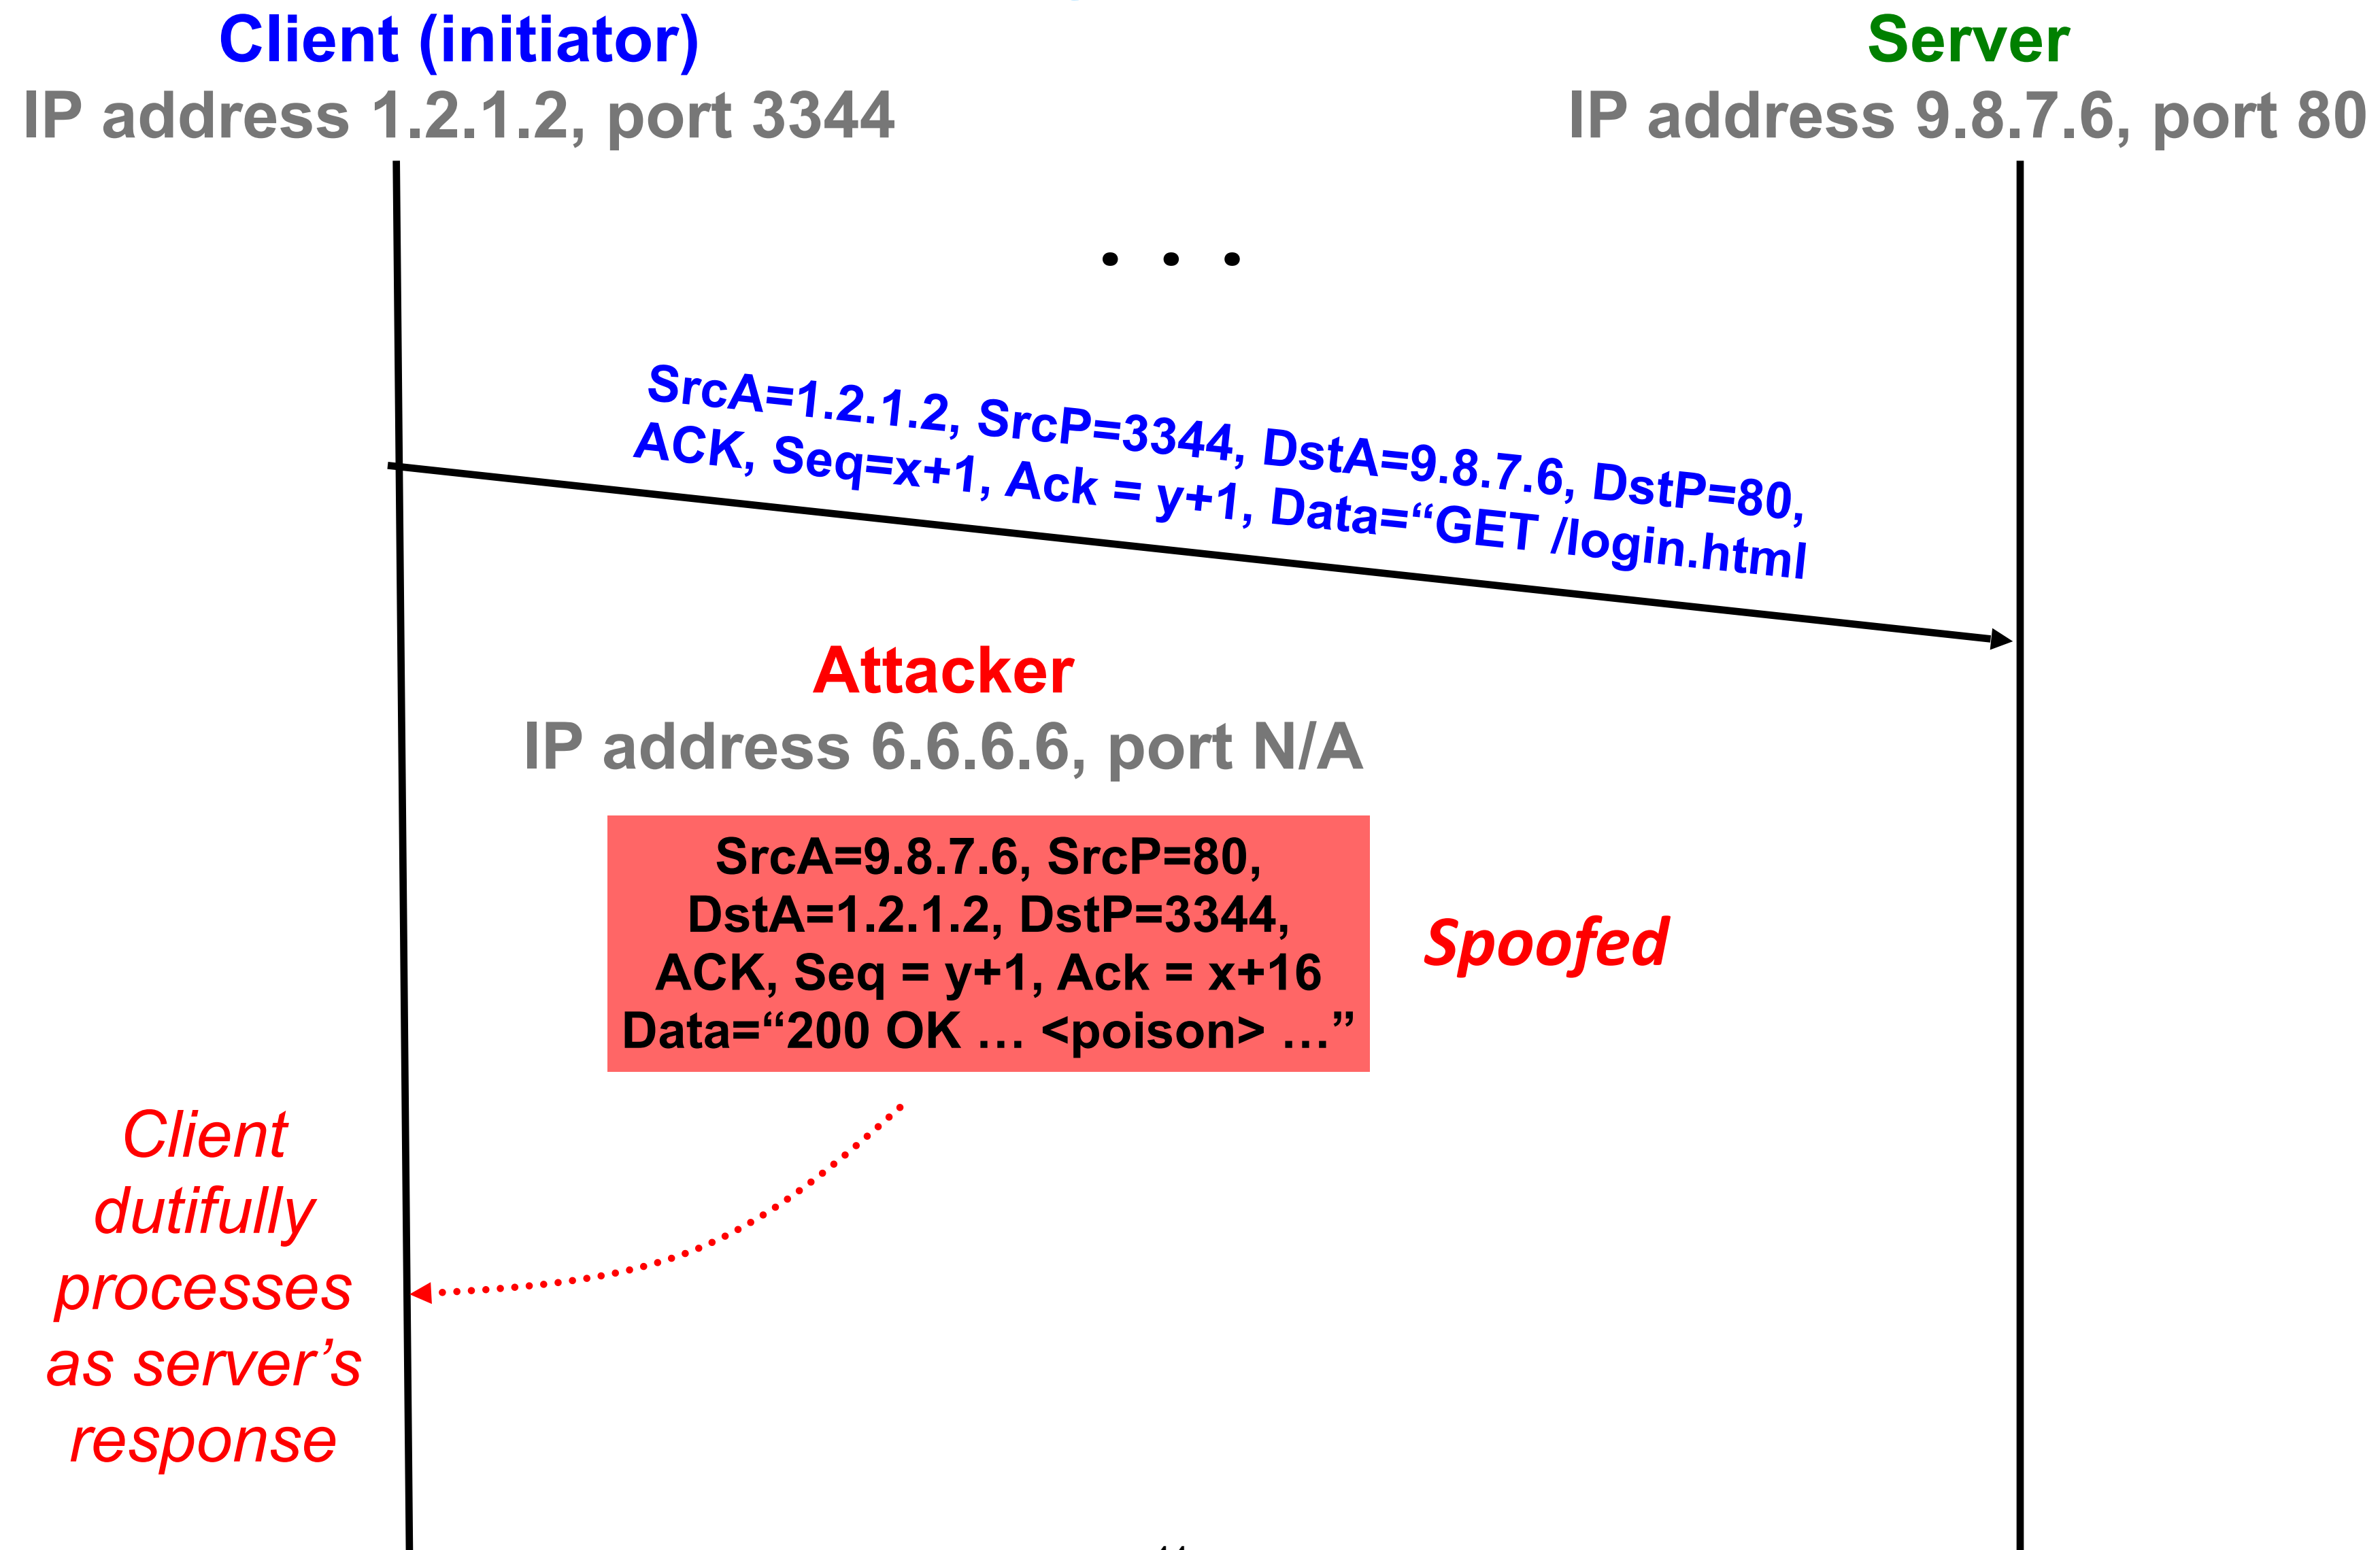 Client (initiator)
IP address 1.2.1.2, port 3344
Server
IP address 9.8.7.6, port 80
. . .
SrcA=1.2.1.2, SrcP=3344, DstA=9.8.7.6, DstP=80,
ACK, Seq=x+1, Ack = y+1, Data=“GET /login.html
Attacker
IP address 6.6.6.6, port N/A
SrcA=9.8.7.6, SrcP=80,
DstA=1.2.1.2, DstP=3344,
ACK, Seq = y+1, Ack = x+16
Data=“200 OK … <poison> …”
Spoofed
Client
dutifully
processes
as server’s
response